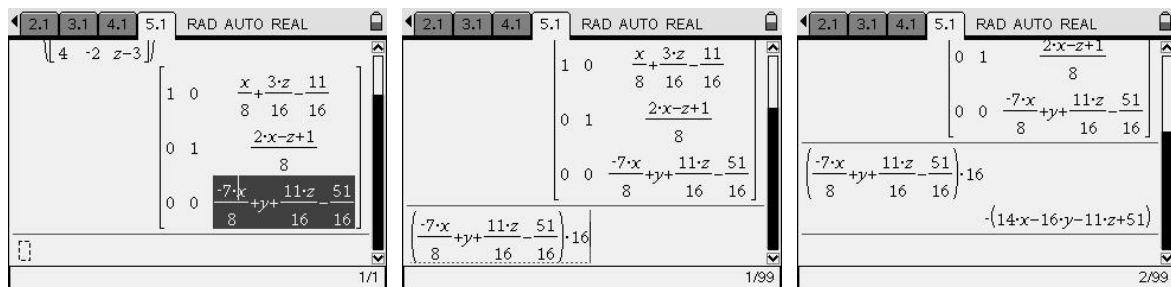 2.1 3.1 4.1 5.1 RAD AUTO REAL
4 -2 z-3
1 0 x/8+3·z/16-11/16
0 1 2·x-z+1/8
0 0 -7·x/8+y+11·z/16-51/16
1/1
2.1 3.1 4.1 5.1 RAD AUTO REAL
1 0 x/8+3·z/16-11/16
0 1 2·x-z+1/8
0 0 -7·x/8+y+11·z/16-51/16
(-7·x/8+y+11·z/16-51/16)·16
1/99
2.1 3.1 4.1 5.1 RAD AUTO REAL
0 1 2·x-z+1/8
0 0 -7·x/8+y+11·z/16-51/16
(-7·x/8+y+11·z/16-51/16)·16
-(14·x-16·y-11·z+51)
2/99